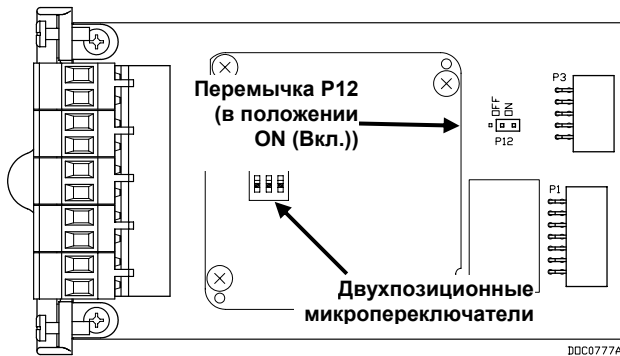 Перемычка P12
(в положении
ON (Вкл.))
OFF
ON
P12
P3
P1
Двухпозиционные
микропереключатели
DOC0777A